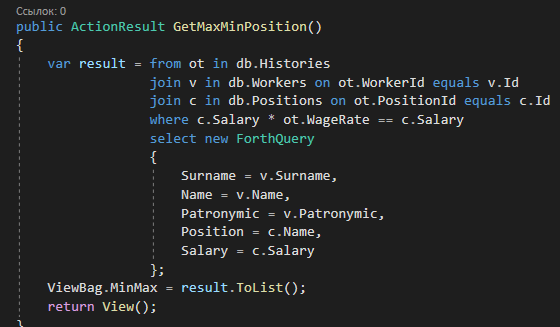 Ссылок: 0
public ActionResult GetMaxMinPosition()
{
    var result = from ot in db.Histories
                 join v in db.Workers on ot.WorkerId equals v.Id
                 join c in db.Positions on ot.PositionId equals c.Id
                 where c.Salary * ot.WageRate == c.Salary
                 select new ForthQuery
                 {
                     Surname = v.Surname,
                     Name = v.Name,
                     Patronymic = v.Patronymic,
                     Position = c.Name,
                     Salary = c.Salary
                 };
    ViewBag.MinMax = result.ToList();
    return View();
}